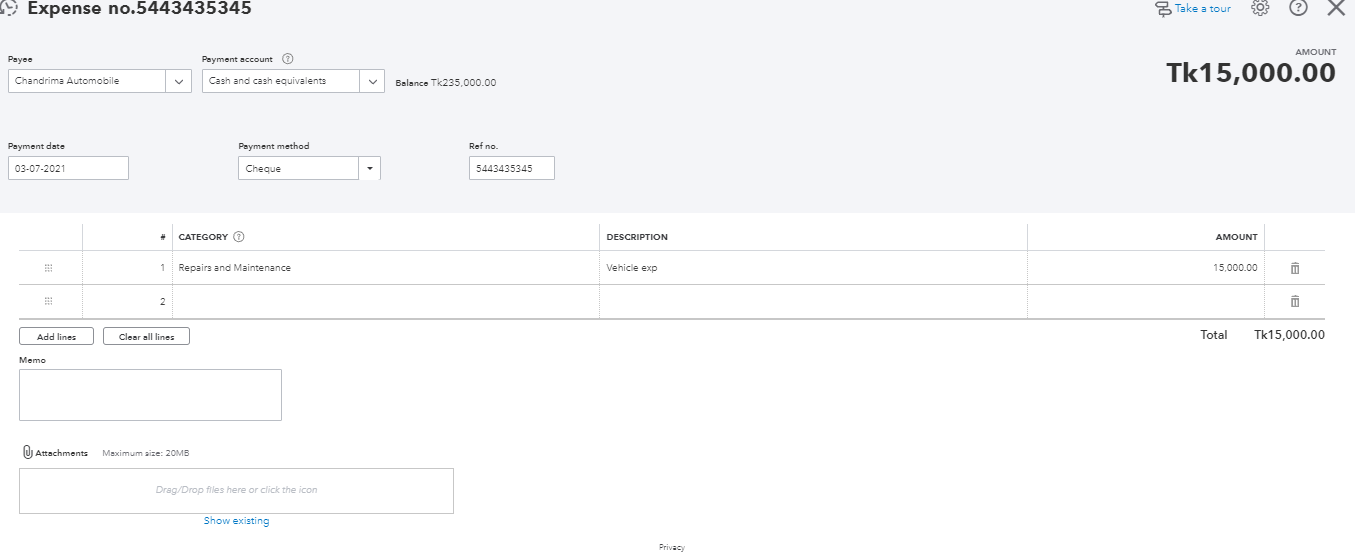 Expense no.5443435345
Take a tour
Payee
Payment account
AMOUNT
Chandrima Automobile
Cash and cash equivalents
Balance Tk235,000.00
Tk15,000.00
Payment date
Payment method
Ref no.
03-07-2021
Cheque
5443435345
# CATEGORY DESCRIPTION AMOUNT
1 Repairs and Maintenance Vehicle exp 15,000.00
2
Add lines Clear all lines Total Tk15,000.00
Memo
Attachments Maximum size: 20MB
Drag/Drop files here or click the icon
Show existing
Privacy